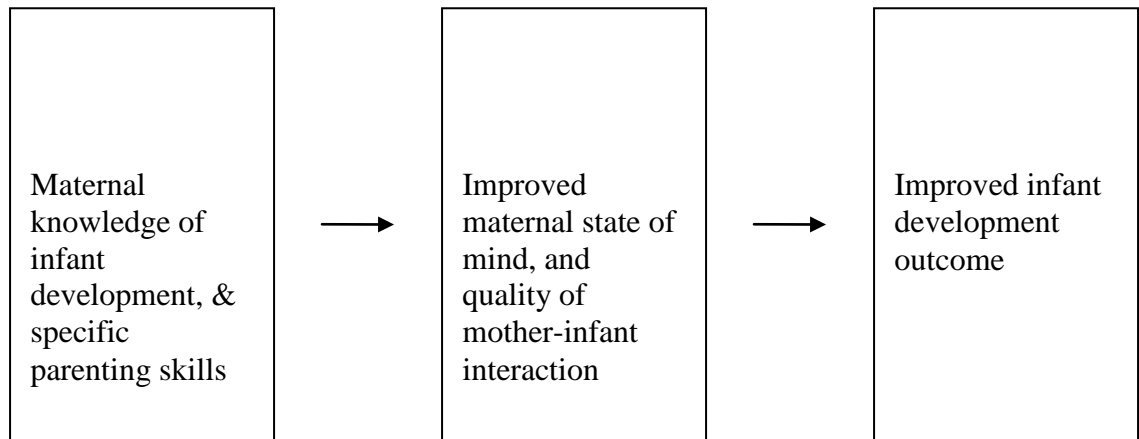 Maternal
knowledge of
infant
development, &
specific
parenting skills
Improved
maternal state of
mind, and
quality of
mother-infant
interaction
Improved infant
development
outcome